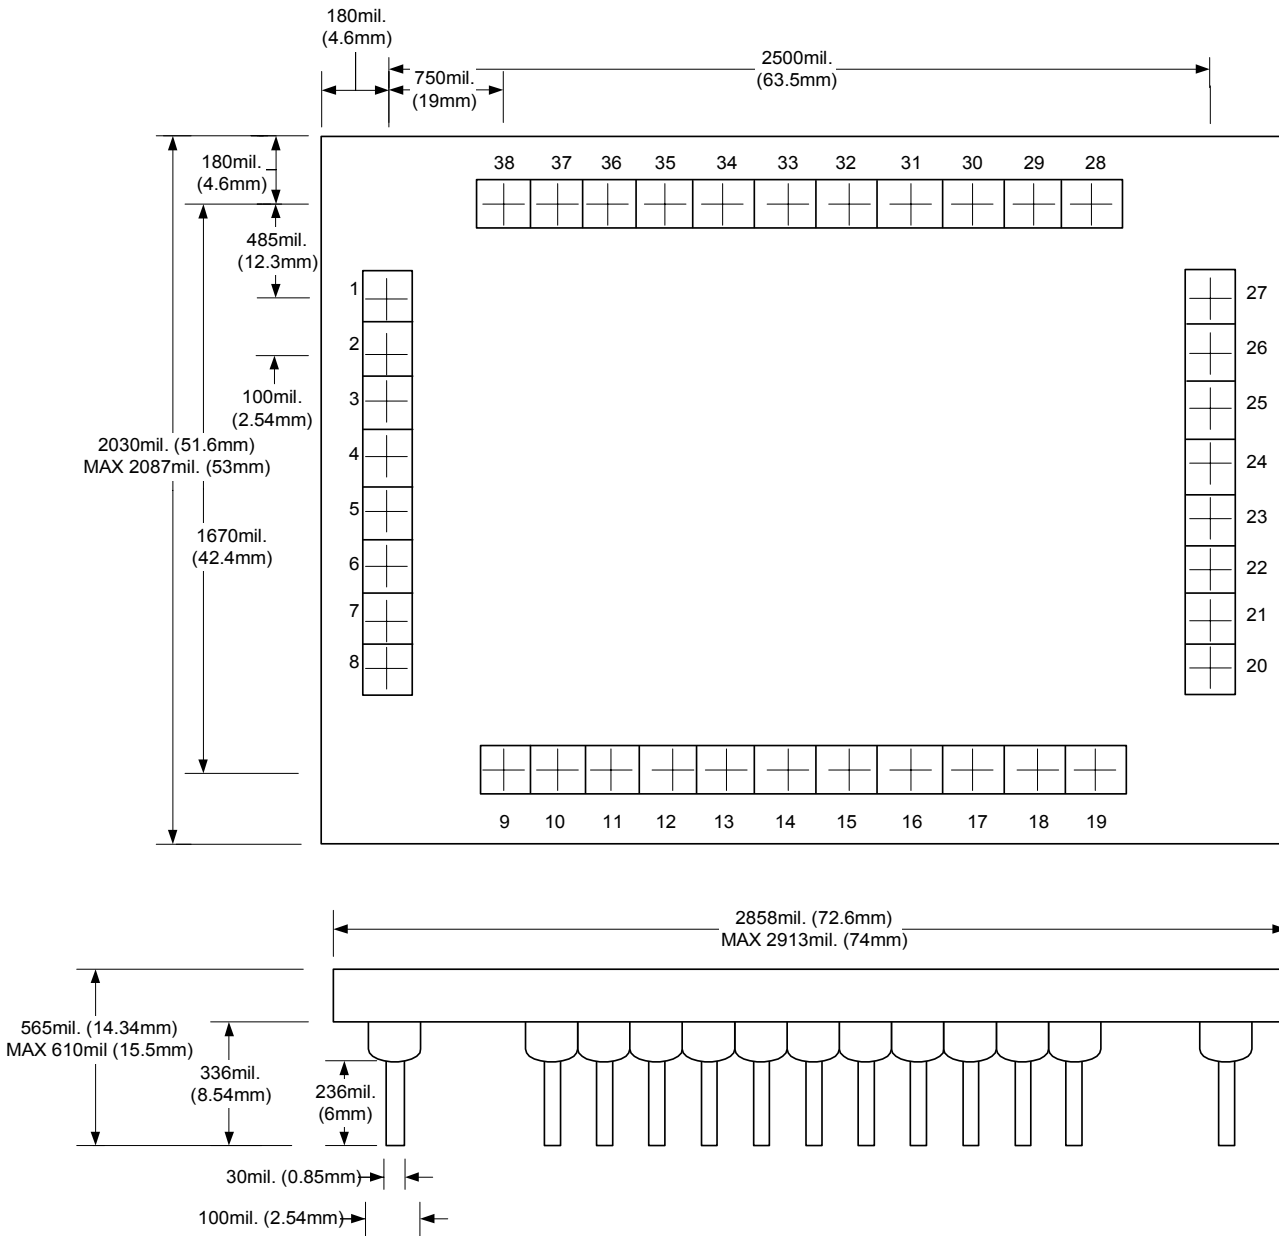 180mil.
(4.6mm)
2500mil.
(63.5mm)
750mil.
(19mm)
180mil.
(4.6mm)
38 37 36 35 34 33 32 31 30 29 28
485mil.
(12.3mm)
1
2
3
4
5
6
7
8
27
26
25
24
23
22
21
20
100mil.
(2.54mm)
2030mil. (51.6mm)
MAX 2087mil. (53mm)
1670mil.
(42.4mm)
9 10 11 12 13 14 15 16 17 18 19
2858mil. (72.6mm)
MAX 2913mil. (74mm)
565mil. (14.34mm)
MAX 610mil (15.5mm)
336mil.
(8.54mm)
236mil.
(6mm)
30mil. (0.85mm)
100mil. (2.54mm)